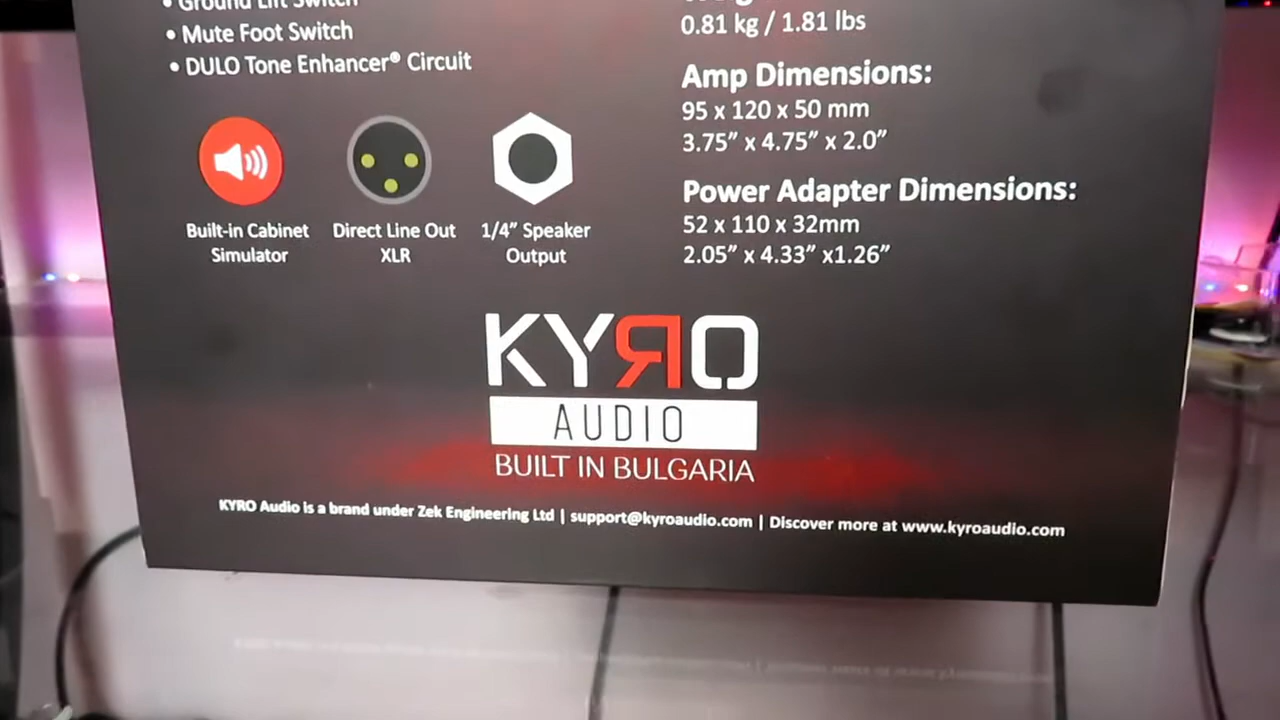 • Ground Lift Switch
• Mute Foot Switch
• DULO Tone Enhancer® Circuit
Built-in Cabinet
Simulator
Direct Line Out
XLR
1/4” Speaker
Output
0.81 kg / 1.81 lbs
Amp Dimensions:
95 x 120 x 50 mm
3.75” x 4.75” x 2.0”
Power Adapter Dimensions:
52 x 110 x 32mm
2.05” x 4.33” x1.26”
KYRO
AUDIO
BUILT IN BULGARIA
KYRO Audio is a brand under Zek Engineering Ltd | support@kyroaudio.com | Discover more at www.kyroaudio.com